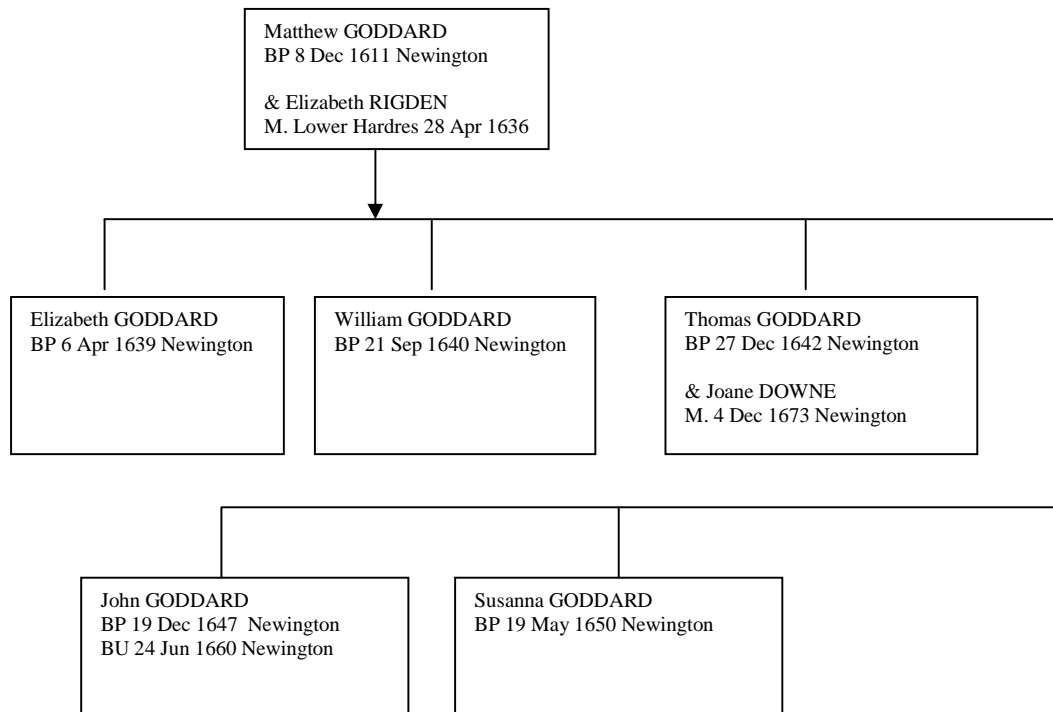 Matthew GODDARD
BP 8 Dec 1611 Newington
& Elizabeth RIGDEN
M. Lower Hardres 28 Apr 1636
Elizabeth GODDARD
BP 6 Apr 1639 Newington
William GODDARD
BP 21 Sep 1640 Newington
Thomas GODDARD
BP 27 Dec 1642 Newington
& Joane DOWNE
M. 4 Dec 1673 Newington
John GODDARD
BP 19 Dec 1647  Newington
BU 24 Jun 1660 Newington
Susanna GODDARD
BP 19 May 1650 Newington